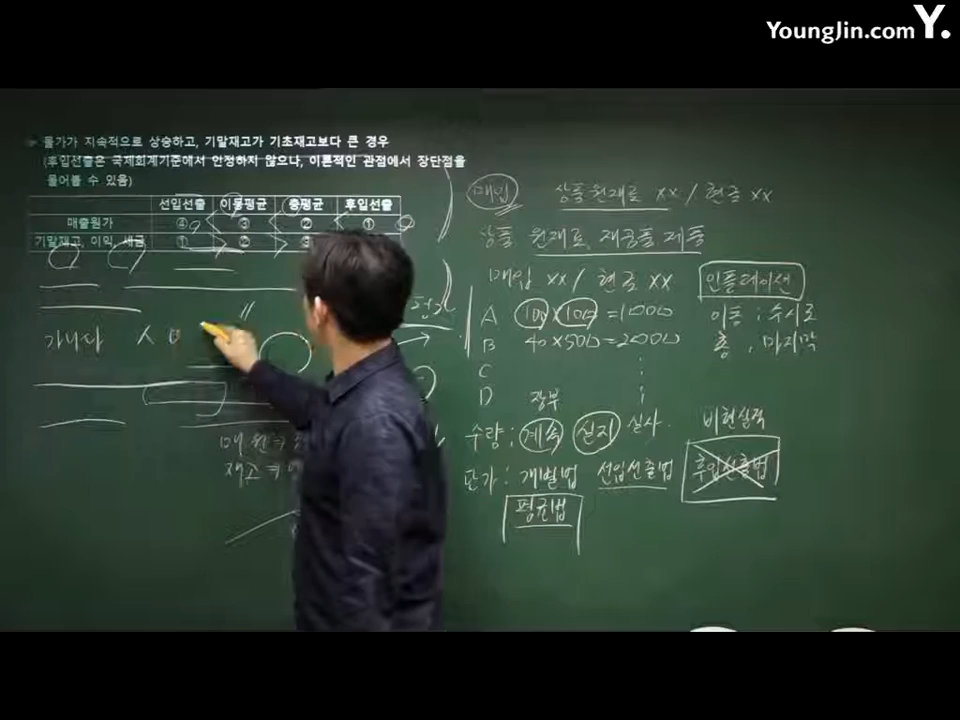 YoungJin.com Y.
물가가 지속적으로 상승하고, 기말재고가 기초재고보다 큰 경우
(후입선출은 국제회계기준에서 인정하지 않으나, 이론적인 관점에서 장단점을
물어볼 수 있음)
선입선출 이동평균 총평균 후입선출
매출원가 ④ ③ ② ①
기말재고, 이익, 세금 ① ②
가나다
매입 상품원재료 xx / 현금 xx
상품 원재료, 재공품 제품
매입 xx / 현금 xx
인플레이션
A 100 x 100 = 10000
이동 : 수시로
B 40 x 500 = 20000
총, 마지막
C
D 장부
수량 ; 계속 실지 실사
비현실적
단가 : 개별법 선입선출법 후입선출법
평균법